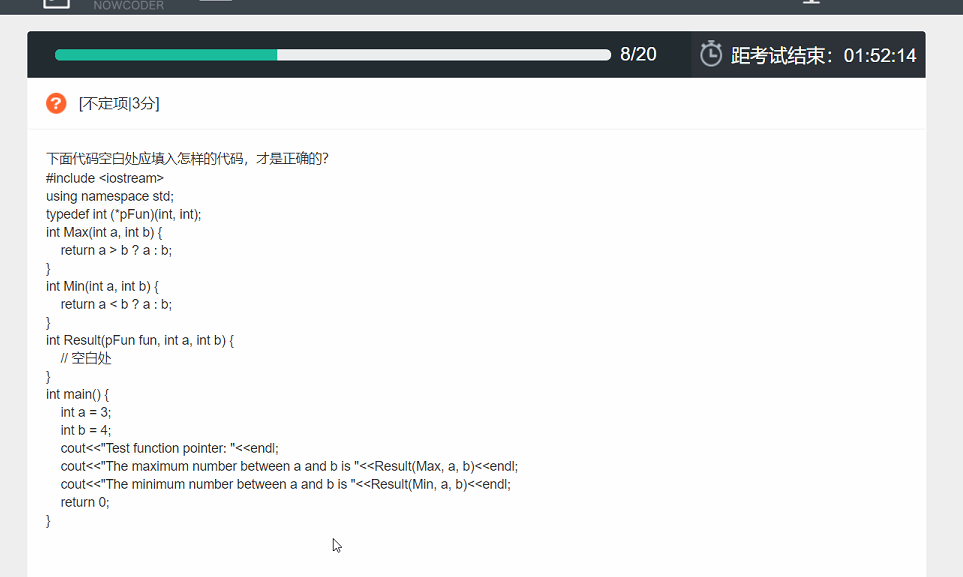 NOWCODER
8/20
距考试结束：01:52:14
?
[不定项|3分]
下面代码空白处应填入怎样的代码，才是正确的?
#include <iostream>
using namespace std;
typedef int (*pFun)(int, int);
int Max(int a, int b) {
    return a > b ? a : b;
}
int Min(int a, int b) {
    return a < b ? a : b;
}
int Result(pFun fun, int a, int b) {
    // 空白处
}
int main() {
    int a = 3;
    int b = 4;
    cout<<"Test function pointer: "<<endl;
    cout<<"The maximum number between a and b is "<<Result(Max, a, b)<<endl;
    cout<<"The minimum number between a and b is "<<Result(Min, a, b)<<endl;
    return 0;
}